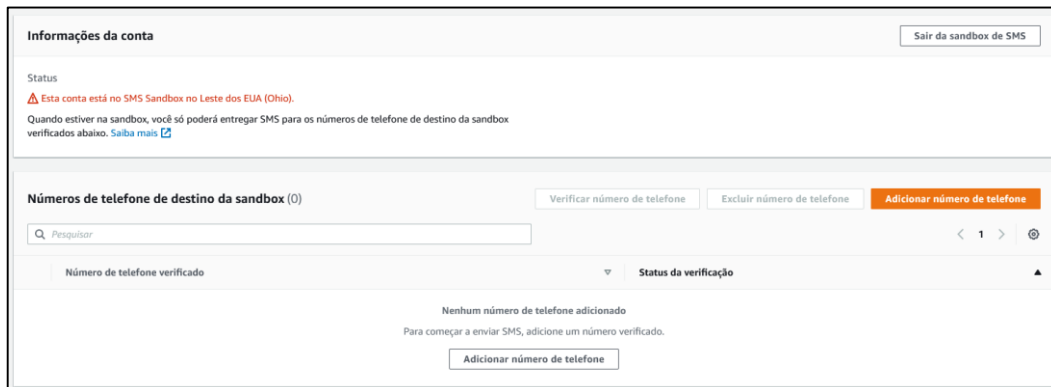 Informações da conta
Sair da sandbox de SMS
Status
Esta conta está no SMS Sandbox no Leste dos EUA (Ohio).
Quando estiver na sandbox, você só poderá entregar SMS para os números de telefone de destino da sandbox
verificados abaixo. Saiba mais
Números de telefone de destino da sandbox (0)
Verificar número de telefone
Excluir número de telefone
Adicionar número de telefone
Pesquisar
1
Número de telefone verificado
Status da verificação
Nenhum número de telefone adicionado
Para começar a enviar SMS, adicione um número verificado.
Adicionar número de telefone